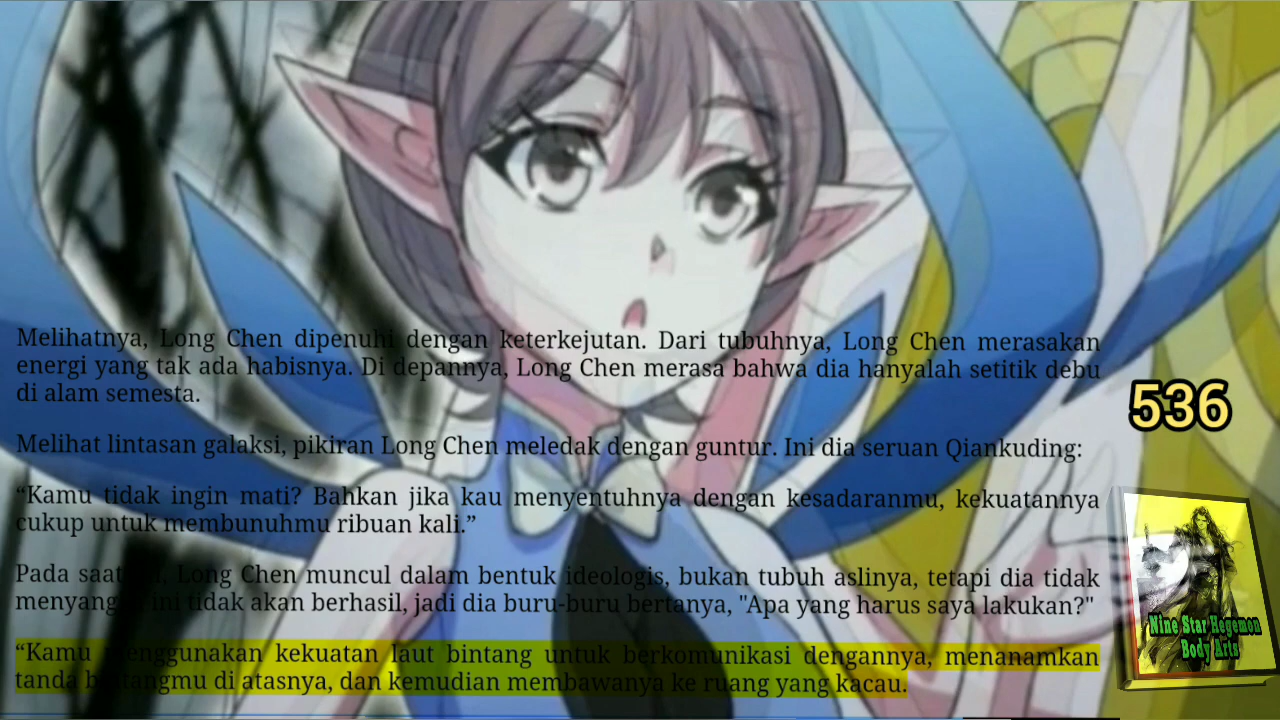 Melihatnya, Long Chen dipenuhi dengan keterkejutan. Dari tubuhnya, Long Chen merasakan
energi yang tak ada habisnya. Di depannya, Long Chen merasa bahwa dia hanyalah setitik debu
di alam semesta.
Melihat lintasan galaksi, pikiran Long Chen meledak dengan guntur. Ini dia seruan Qiankuding:
“Kamu tidak ingin mati? Bahkan jika kau menyentuhnya dengan kesadaranmu, kekuatannya
cukup untuk membunuhmu ribuan kali.”
Pada Long Chen muncul dalam bentuk ideologis, bukan tubuh aslinya, tetapi dia tidak
ini tidak akan berhasil, jadi dia buru-buru bertanya, "Apa yang harus saya lakukan?"
“Kamu menggunakan kekuatan laut bintang untuk berkomunikasi dengannya, menanamkan
tanda bintangmu di atasnya, dan kemudian membawanya ke ruang yang kacau.
536
Nine Star Hegemon
Body Arts